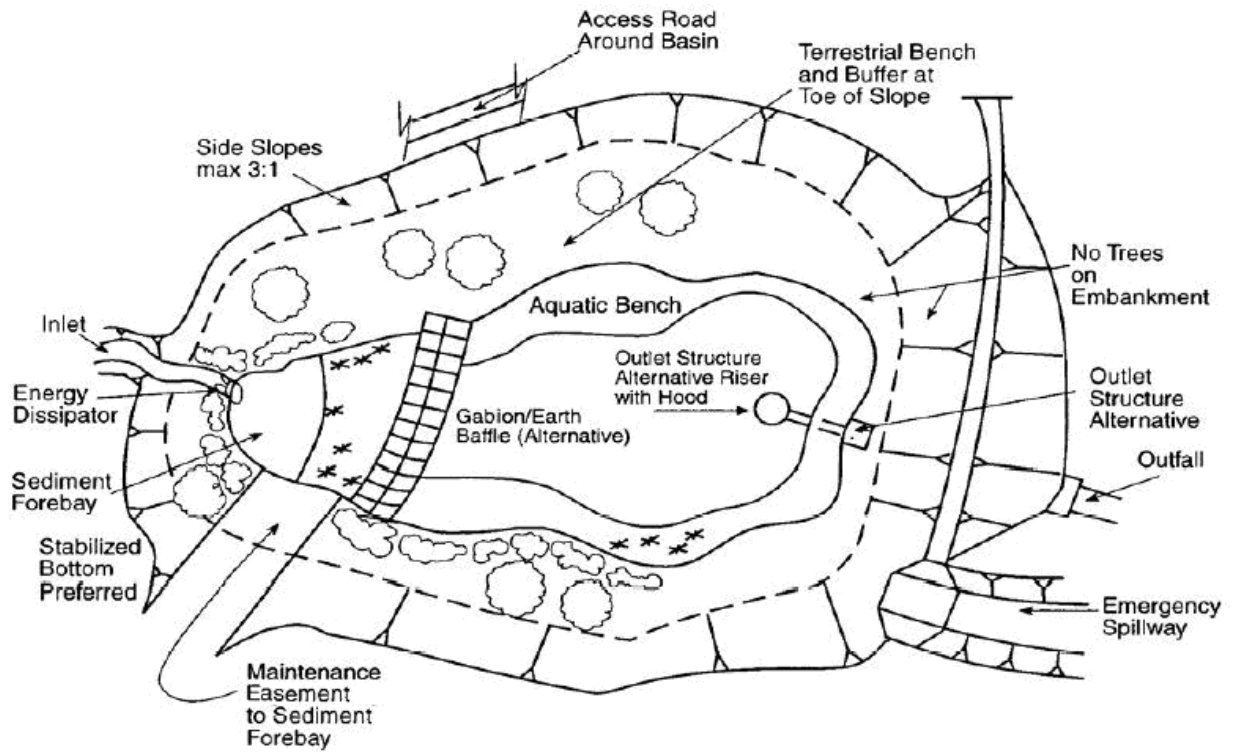 Access Road
Around Basin
Terrestrial Bench
and Buffer at
Toe of Slope
Side Slopes
max 3:1
No Trees
on
Embankment
Aquatic Bench
Inlet
Outlet Structure
Alternative Riser
with Hood
Energy
Dissipator
Gabion/Earth
Baffle (Alternative)
Outlet
Structure
Alternative
Outfall
Sediment
Forebay
Stabilized
Bottom
Preferred
Emergency
Spillway
Maintenance
Easement
to Sediment
Forebay